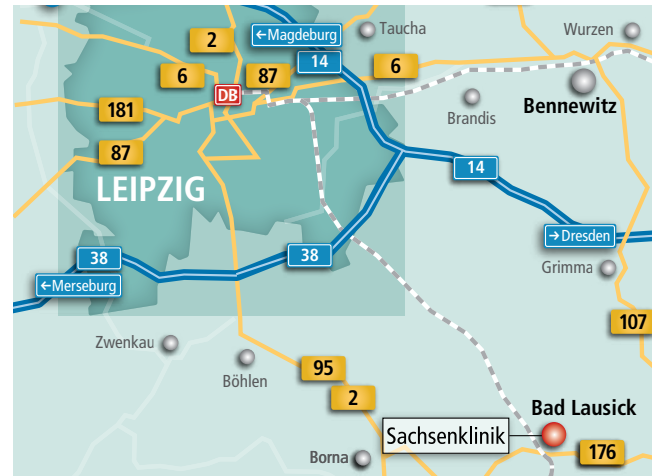 2
←Magdeburg
Taucha
Wurzen
14
6
87
6
DB
Bennewitz
181
Brandis
87
14
LEIPZIG
→Dresden
38
38
Grimma
←Merseburg
107
Zwenkau
Böhlen
95
2
Bad Lausick
Sachsenklinik
Borna
176